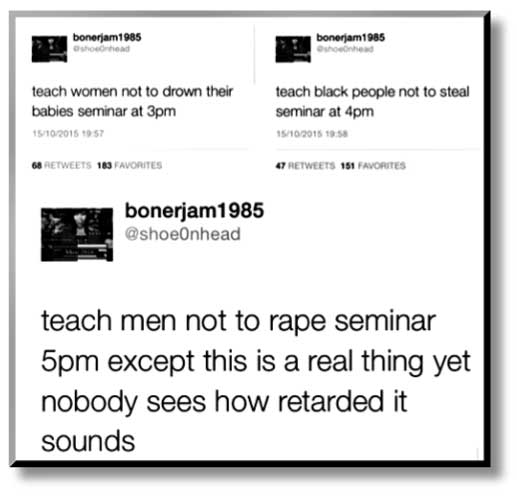 bonerjam1985
@shoe0nhead
teach women not to drown their
babies seminar at 3pm
15/10/2015 19:57
68 RETWEETS 183 FAVORITES
bonerjam1985
@shoe0nhead
teach black people not to steal
seminar at 4pm
15/10/2015 19:58
47 RETWEETS 151 FAVORITES
bonerjam1985
@shoe0nhead
teach men not to rape seminar
5pm except this is a real thing yet
nobody sees how retarded it
sounds